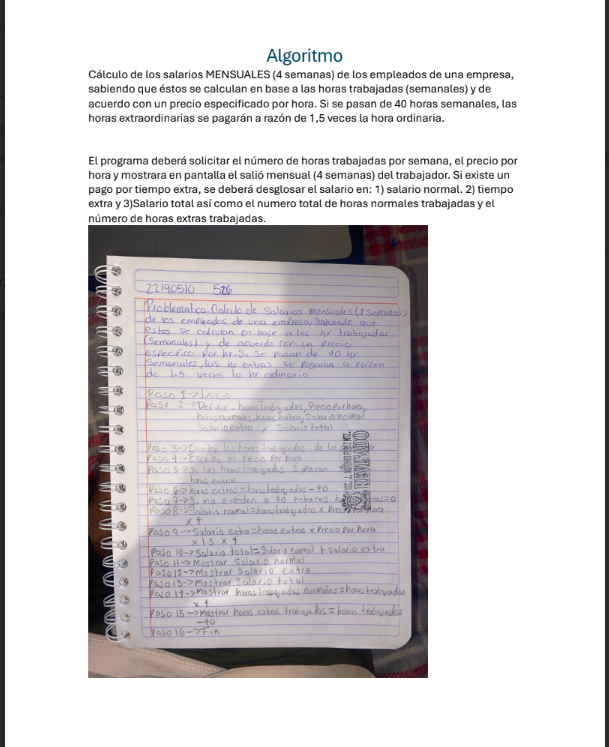 Algoritmo
Cálculo de los salarios MENSUALES (4 semanas) de los empleados de una empresa,
sabiendo que éstos se calculan en base a las horas trabajadas (semanales) y de
acuerdo con un precio especificado por hora. Si se pasan de 40 horas semanales, las
horas extraordinarias se pagarán a razón de 1,5 veces la hora ordinaria.
El programa deberá solicitar el número de horas trabajadas por semana, el precio por
hora y mostrara en pantalla el salió mensual (4 semanas) del trabajador. Si existe un
pago por tiempo extra, se deberá desglosar el salario en: 1) salario normal. 2) tiempo
extra y 3)Salario total así como el numero total de horas normales trabajadas y el
número de horas extras trabajadas.
22190510
Problematica Calculo de Salarios Mensuales (4 Semanas)
de los empleados de una empresa, Sabiendo que
estos se calculan en base a las hr trabajadas
(Semanales) y de acuerdo con un Precio
especifico Por hr. Si se Pasan de 40 hr
Semanales, las hr extras se pagaran a razon
de 1.5 veces la hr ordinaria
Paso 1->Inicio
Paso 2->Definir horas trabajadas, Precio Por hora,
horas normales, horas extra, Salario normal
Salario extra y Salario total
Paso 3->Escribe las horas trabajadas de la
Paso 4->Escribe el Precio Por hora
Paso 5->Si las horas trabajadas Superan
horas extras
Paso 6->horas extras=horas trabajadas-40
Paso 7->Si no exceden a 40 entonces =0
Paso 8->Salario normal=horas trabajadas x Precio Por hora
x 4
Paso 9->Salario extra=horas extras x Precio Por hora
x 1.5 x 4
Paso 10->Salario total=Salario normal + Salario extra
Paso 11->Mostrar Salario normal
Paso 12->Mostrar Salario extra
Paso 13->Mostrar Salario total
Paso 14->Mostrar horas trabajadas normales=horas trabajadas
x 4
Paso 15->Mostrar horas extras trabajadas=horas trabajadas
-40
Paso 16->Fin
REVISADO